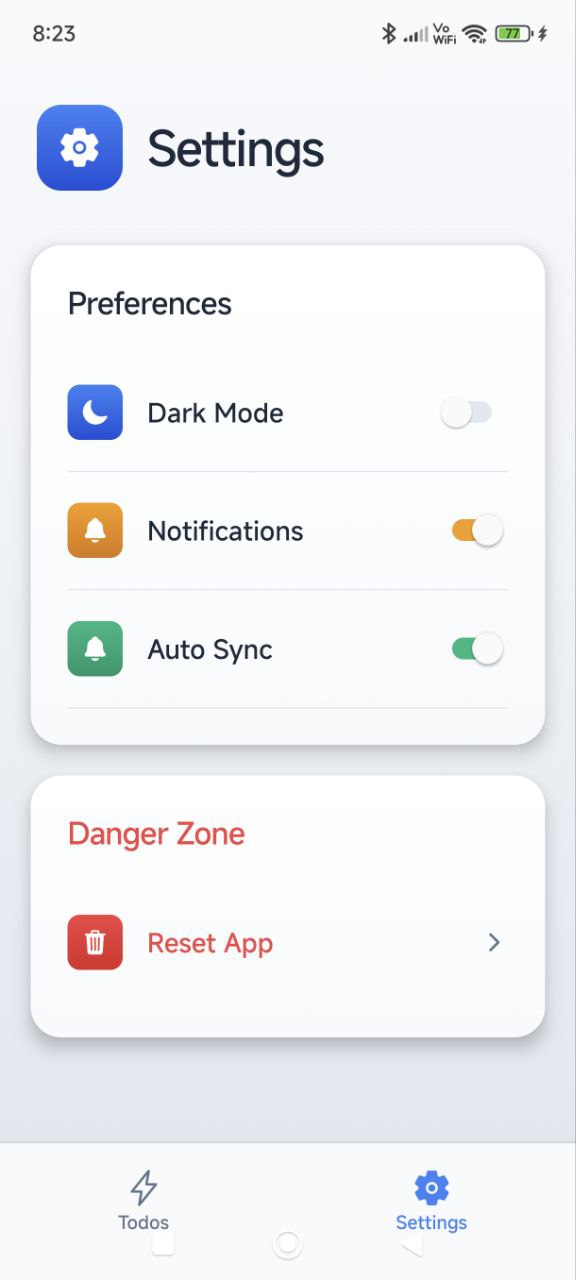 8:23
Vo
WiFi
77
Settings
Preferences
Dark Mode
Notifications
Auto Sync
Danger Zone
Reset App
Todos
Settings